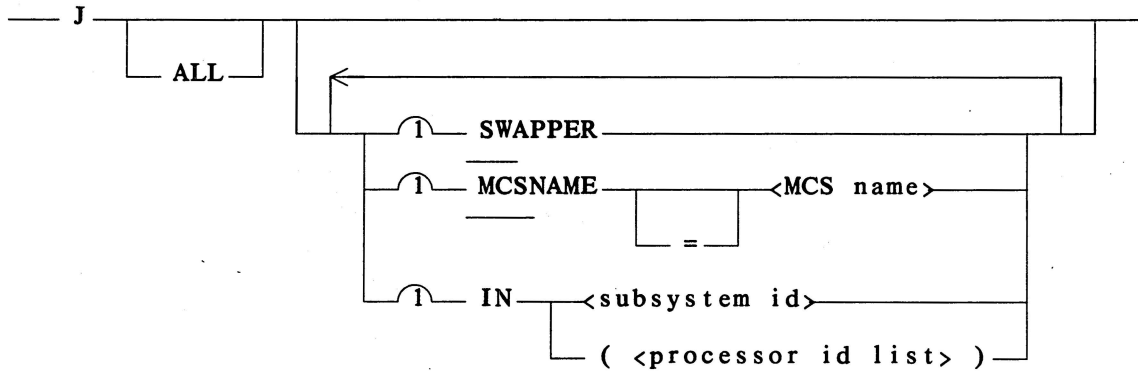 J
ALL
1 SWAPPER
1 MCSNAME <MCS name>
=
1 IN <subsystem id>
( <processor id list> )